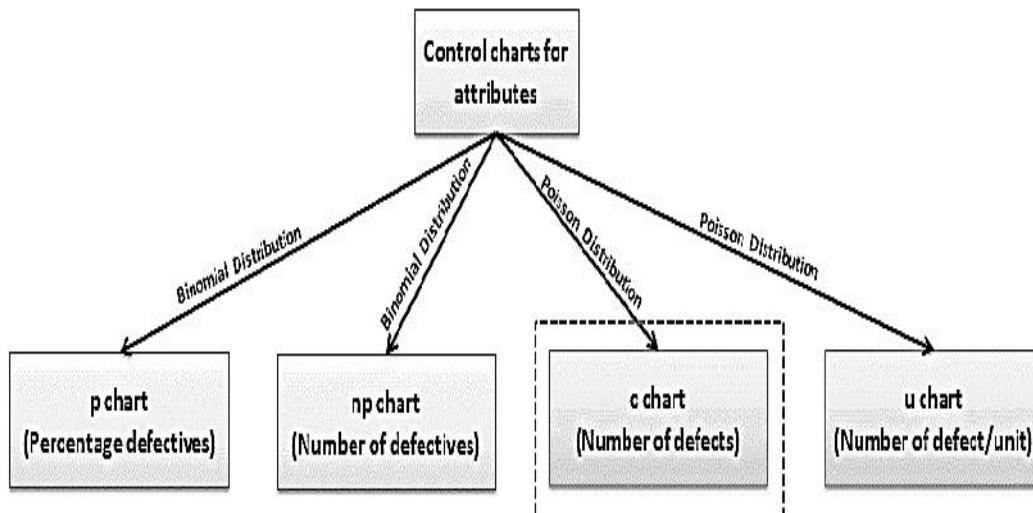 Control charts for
attributes
Binomial Distribution
Binomial Distribution
Poisson Distribution
Poisson Distribution
p chart
(Percentage defectives)
np chart
(Number of defectives)
c chart
(Number of defects)
u chart
(Number of defect/unit)